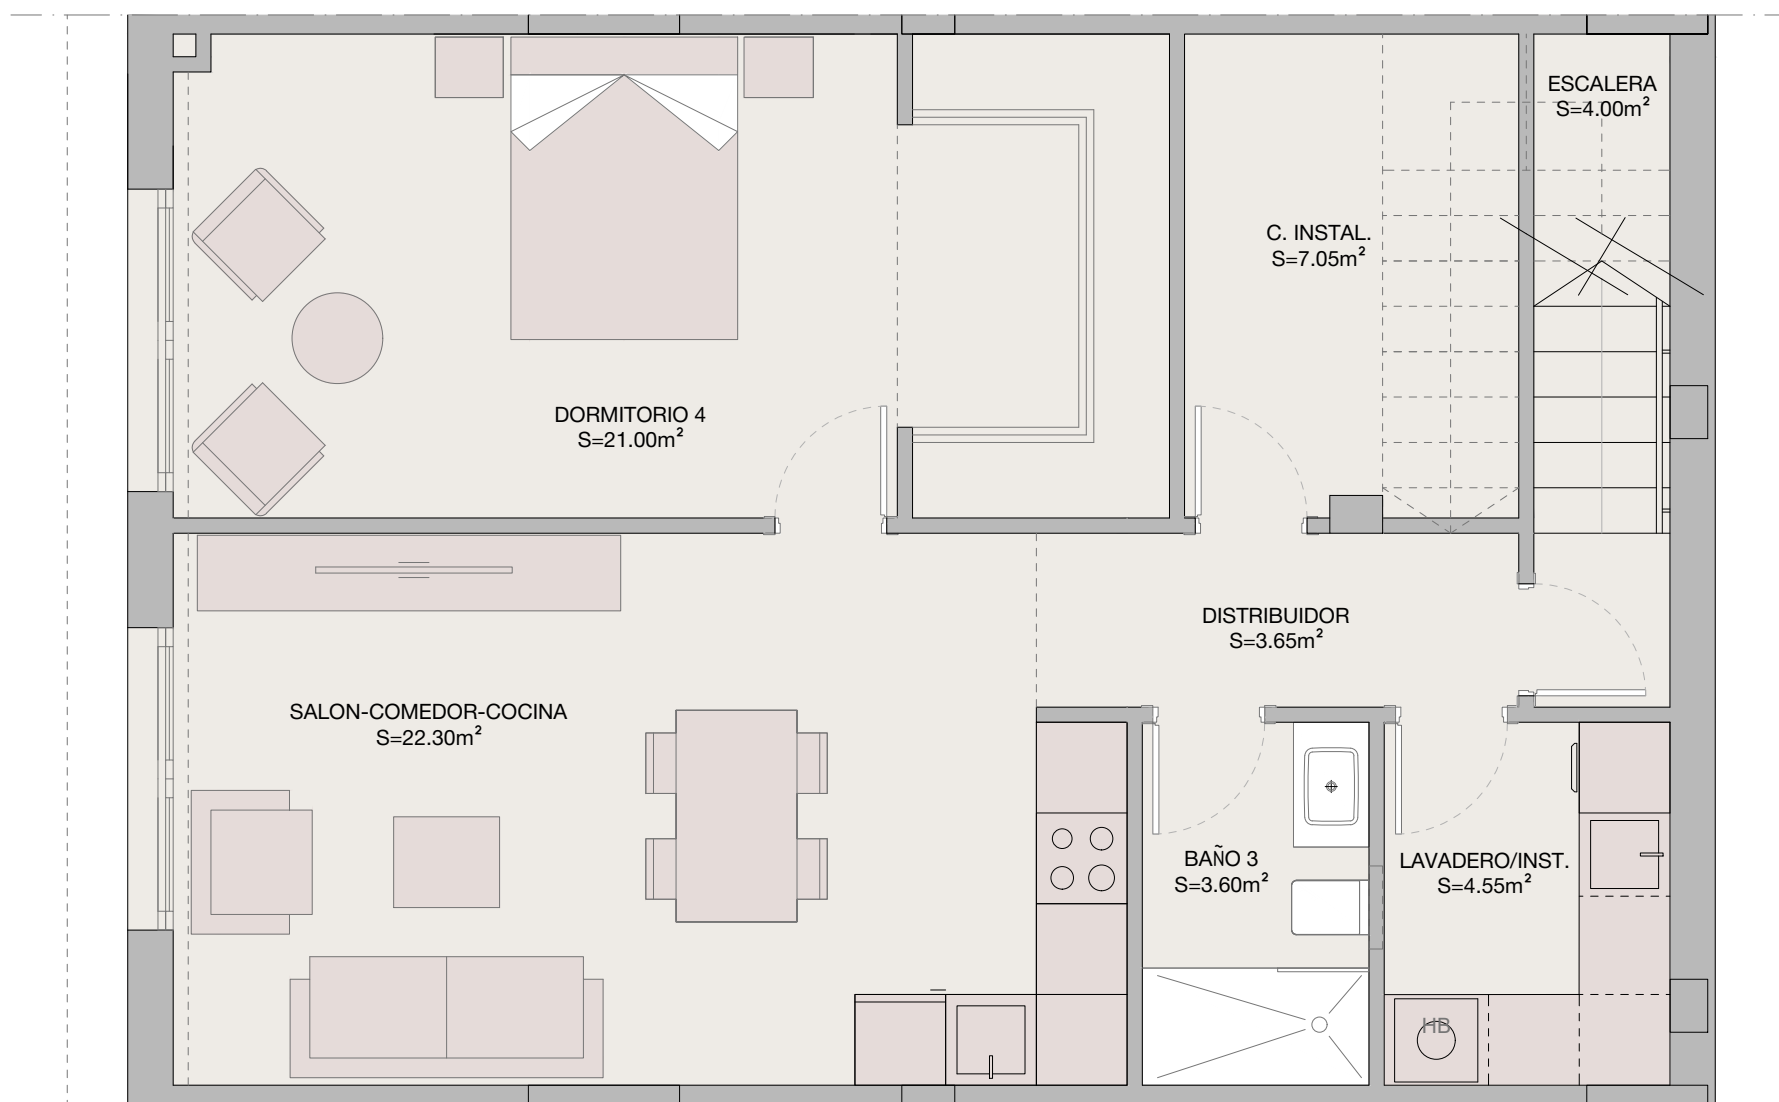 ESCALERA
S=4.00m²
C. INSTAL.
S=7.05m²
DORMITORIO 4
S=21.00m²
DISTRIBUIDOR
S=3.65m²
SALON-COMEDOR-COCINA
S=22.30m²
BAÑO 3
S=3.60m²
LAVADERO/INST.
S=4.55m²
HB